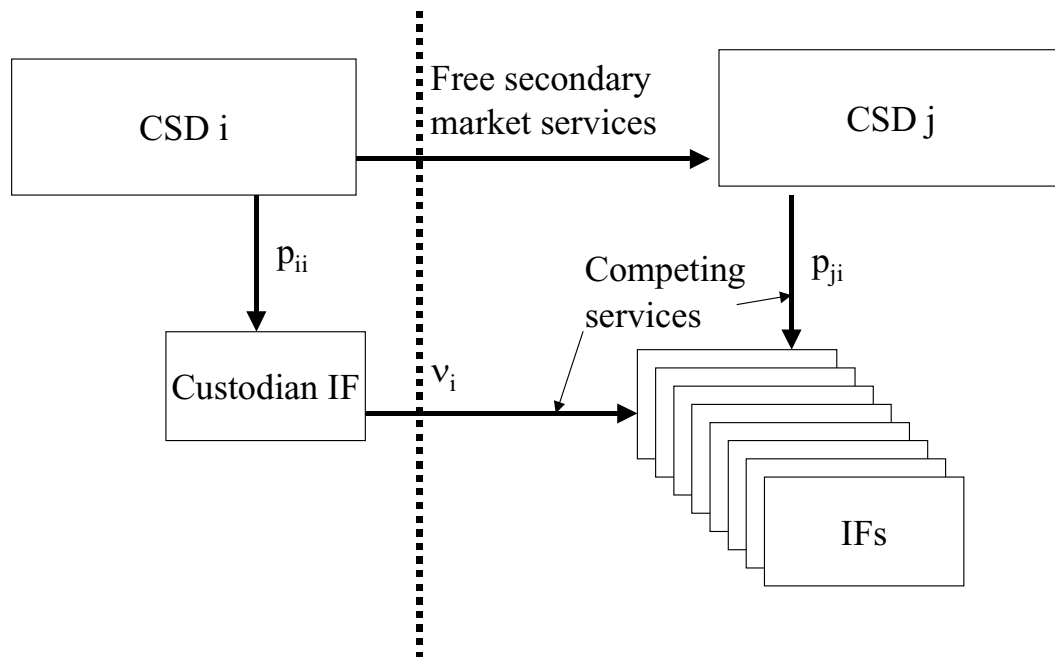 CSD i
Free secondary
market services
CSD j
p_ii
Competing
services
p_ji
Custodian IF
ν_i
IFs